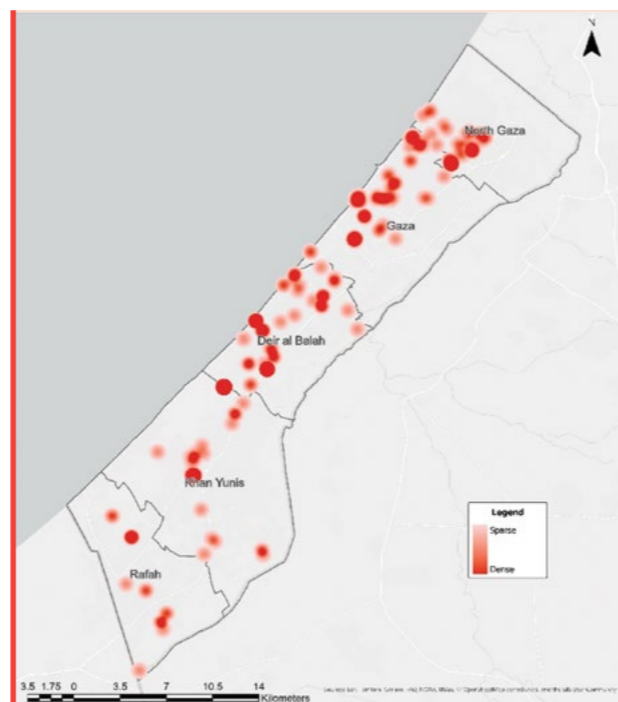 N
North Gaza
Gaza
Deir al Balah
Khan Yunis
Rafah
Legend
Sparse
Dense
3.5 1.75 0 3.5 7 10.5 14
Kilometers